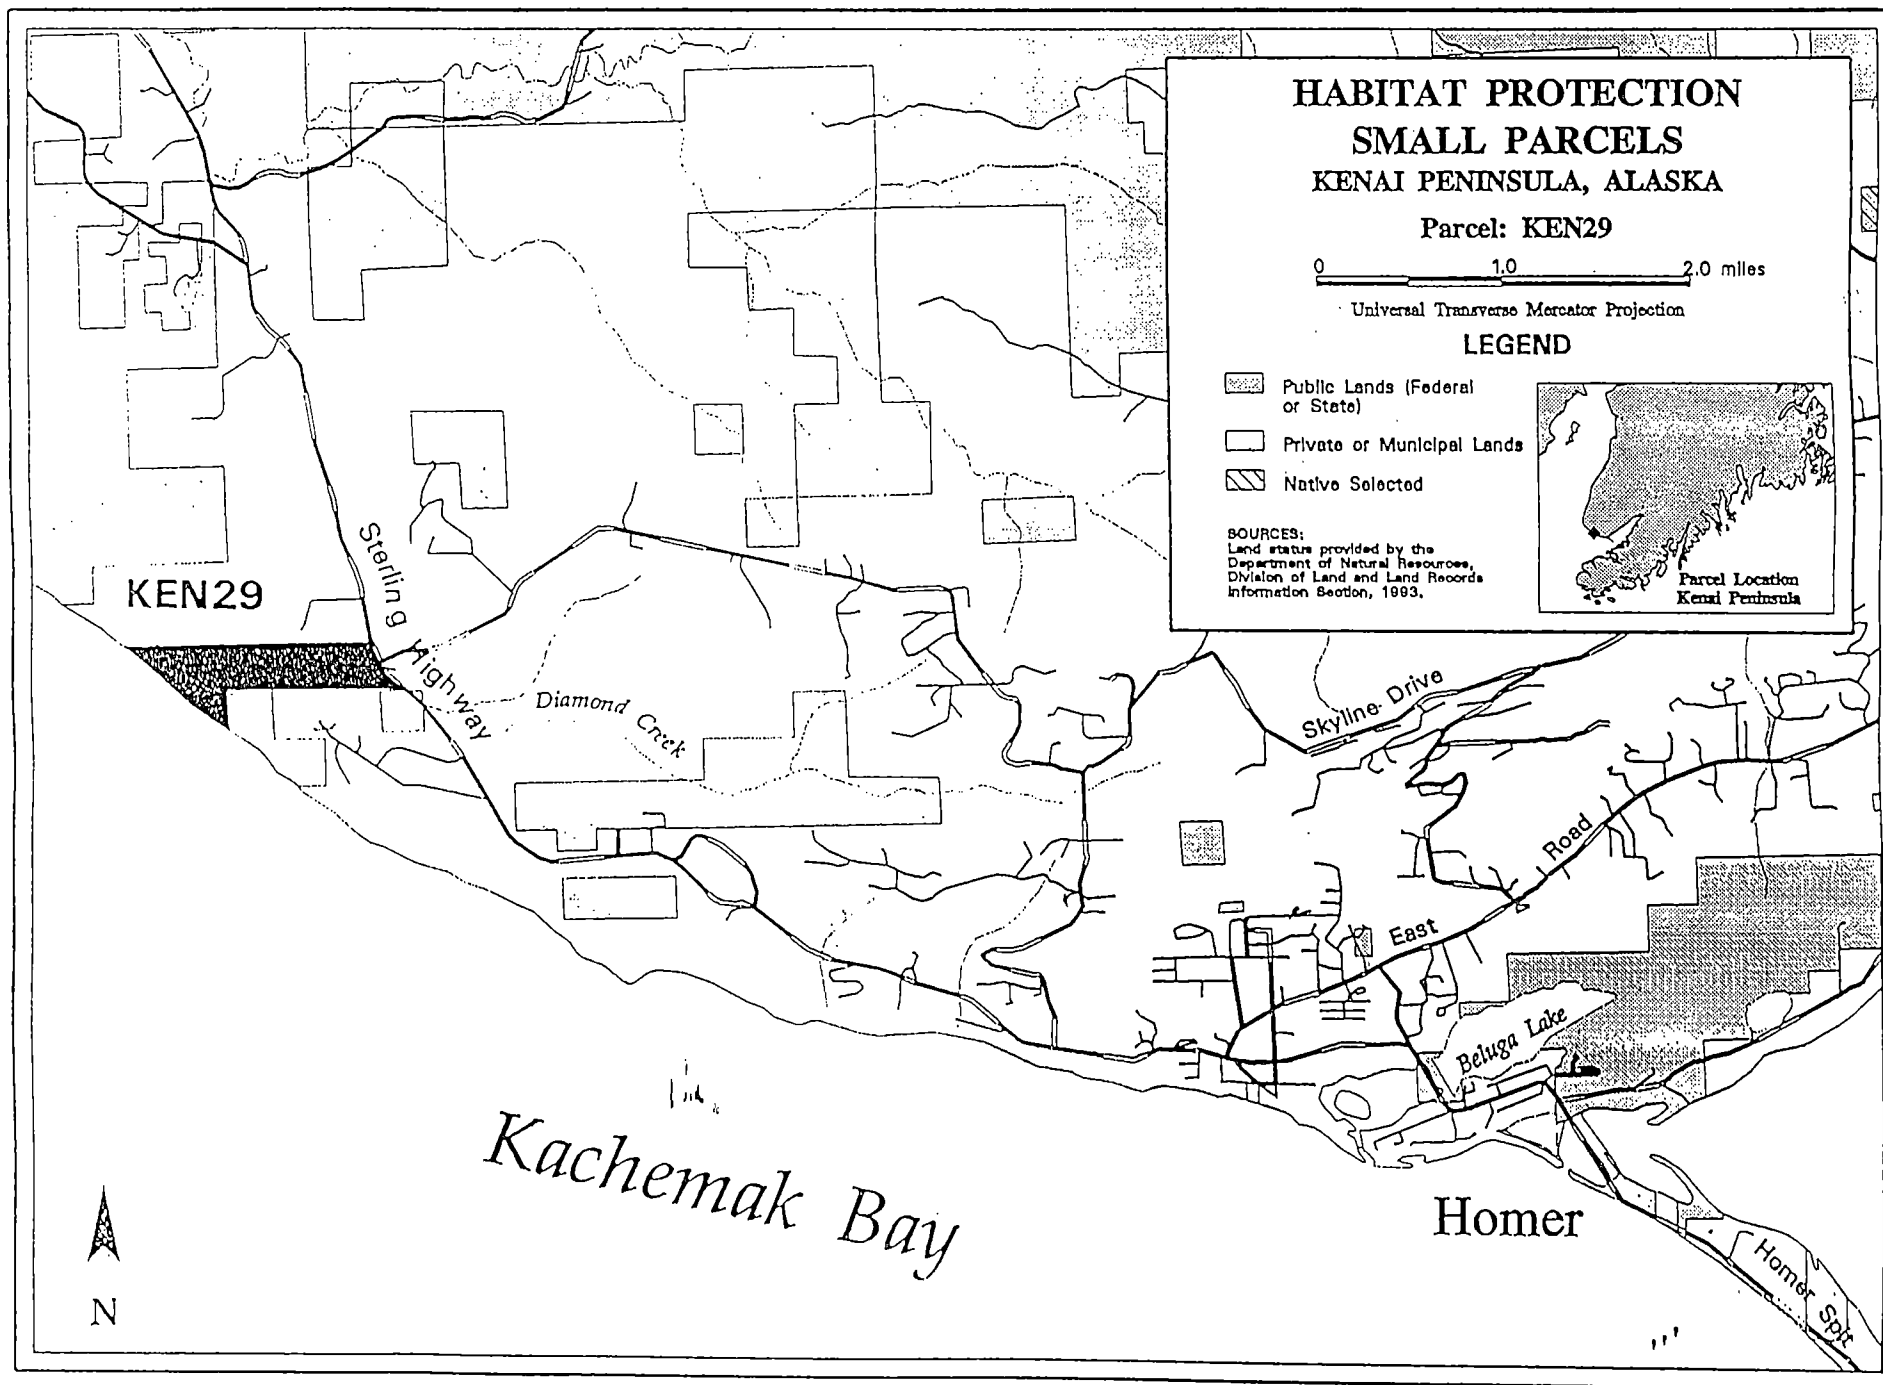 HABITAT PROTECTION
SMALL PARCELS
KENAI PENINSULA, ALASKA
Parcel: KEN29
0 1.0 2.0 miles
Universal Transverse Mercator Projection
LEGEND
Public Lands (Federal
or State)
Private or Municipal Lands
Native Selected
SOURCES:
Land status provided by the
Department of Natural Resources,
Division of Land and Land Records
Information Section, 1993.
Parcel Location
Kenai Peninsula
KEN29
Sterling Highway
Diamond Creek
Skyline Drive
East Road
Beluga Lake
Kachemak Bay
Homer
Homer Spit
N